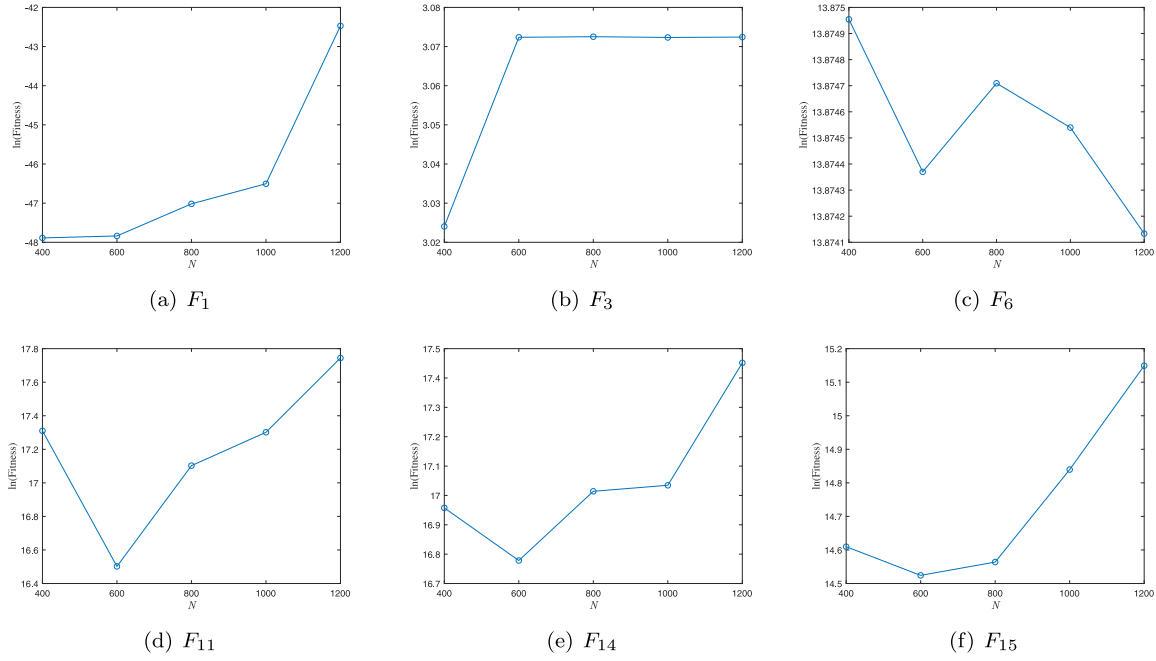 -42
-43
-44
-45
-46
-47
-48
ln(Fitness)
400 600 800 1000 1200
N
(a) F1
3.08
3.07
3.06
3.05
3.04
3.03
3.02
ln(Fitness)
400 600 800 1000 1200
N
(b) F3
13.875
13.8749
13.8748
13.8747
13.8746
13.8745
13.8744
13.8743
13.8742
13.8741
ln(Fitness)
400 600 800 1000 1200
N
(c) F6
17.8
17.6
17.4
17.2
17
16.8
16.6
16.4
ln(Fitness)
400 600 800 1000 1200
N
(d) F11
17.5
17.4
17.3
17.2
17.1
17
16.9
16.8
16.7
ln(Fitness)
400 600 800 1000 1200
N
(e) F14
15.2
15.1
15
14.9
14.8
14.7
14.6
14.5
ln(Fitness)
400 600 800 1000 1200
N
(f) F15